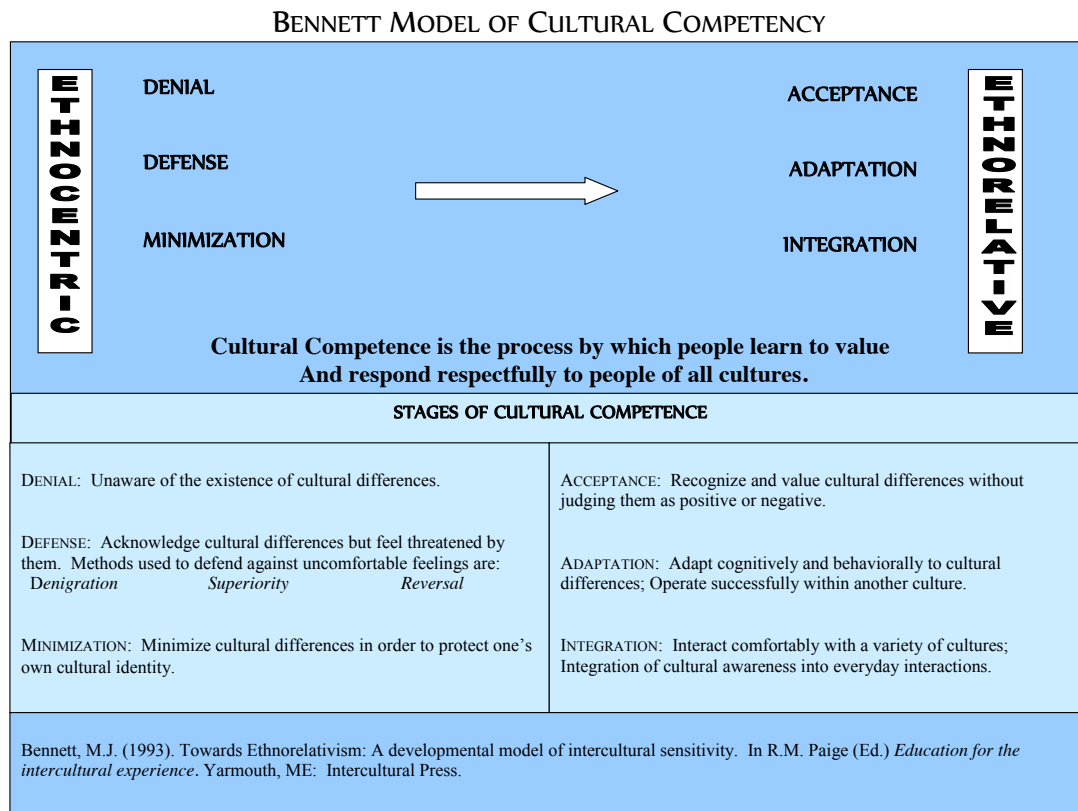 BENNETT MODEL OF CULTURAL COMPETENCY
ETHNOCENTRIC
DENIAL
DEFENSE
MINIMIZATION
ACCEPTANCE
ADAPTATION
INTEGRATION
ETHNORELATIVE
Cultural Competence is the process by which people learn to value
And respond respectfully to people of all cultures.
STAGES OF CULTURAL COMPETENCE
DENIAL: Unaware of the existence of cultural differences.
DEFENSE: Acknowledge cultural differences but feel threatened by
them. Methods used to defend against uncomfortable feelings are:
Denigration Superiority Reversal
MINIMIZATION: Minimize cultural differences in order to protect one's
own cultural identity.
ACCEPTANCE: Recognize and value cultural differences without
judging them as positive or negative.
ADAPTATION: Adapt cognitively and behaviorally to cultural
differences; Operate successfully within another culture.
INTEGRATION: Interact comfortably with a variety of cultures;
Integration of cultural awareness into everyday interactions.
Bennett, M.J. (1993). Towards Ethnorelativism: A developmental model of intercultural sensitivity. In R.M. Paige (Ed.) Education for the
intercultural experience. Yarmouth, ME: Intercultural Press.